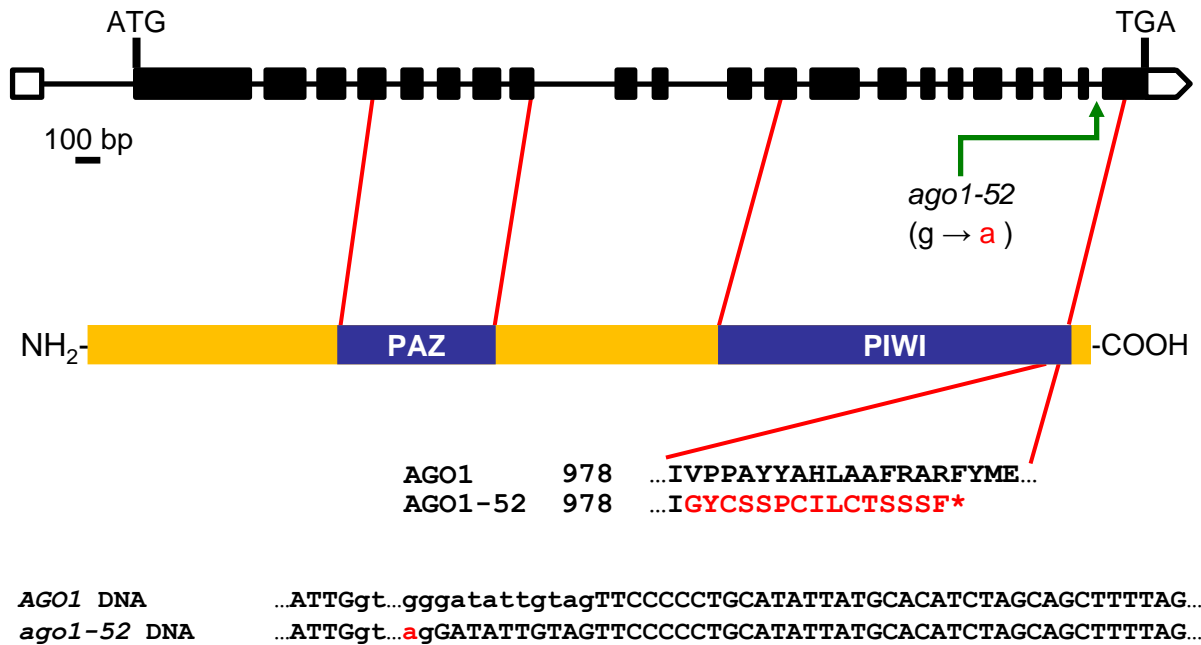 ATG TGA
100 bp
ago1-52
(g → a )
NH2- PAZ PIWI -COOH
AGO1 978 …IVPPAYYAHLAAFRARFYME…
AGO1-52 978 …IGYCSSPCILCTSSSF*
AGO1 DNA …ATTGgt…gggatattgtagTTCCCCCTGCATATTATGCACATCTAGCAGCTTTTAG…
ago1-52 DNA …ATTGgt…agGATATTGTAGTTCCCCCTGCATATTATGCACATCTAGCAGCTTTTAG…